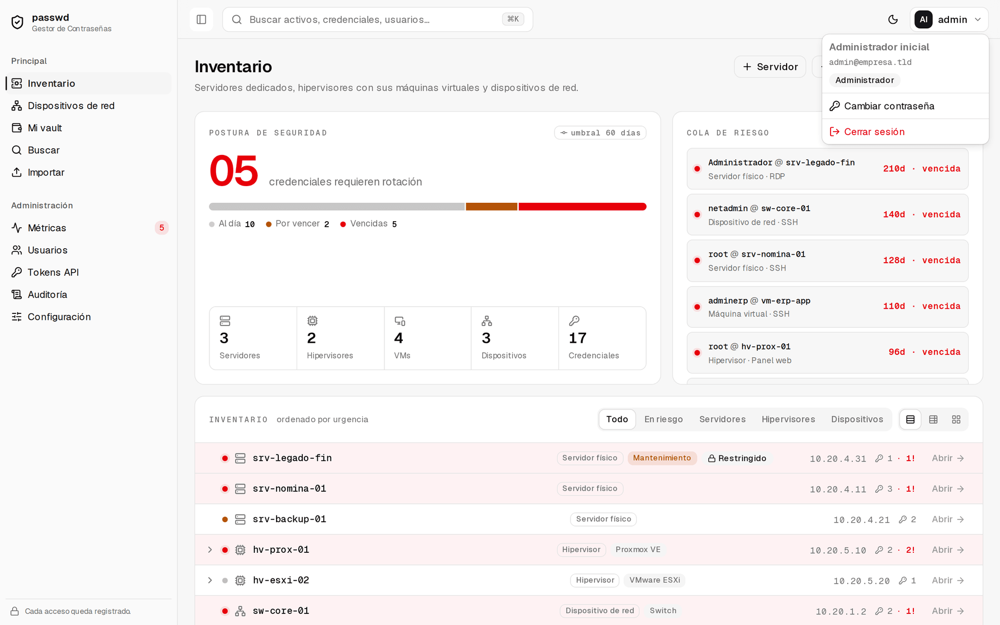 passwd
Gestor de Contraseñas
Principal
Inventario
Dispositivos de red
Mi vault
Buscar
Importar
Administración
Métricas 5
Usuarios
Tokens API
Auditoría
Configuración
Cada acceso queda registrado.
Buscar activos, credenciales, usuarios... ⌘K
AI admin
Administrador inicial
admin@empresa.tld
Administrador
Cambiar contraseña
Cerrar sesión
Inventario
Servidores dedicados, hipervisores con sus máquinas virtuales y dispositivos de red.
+ Servidor
POSTURA DE SEGURIDAD
umbral 60 días
05 credenciales requieren rotación
Al día 10 Por vencer 2 Vencidas 5
3 Servidores
2 Hipervisores
4 VMs
3 Dispositivos
17 Credenciales
COLA DE RIESGO
Administrador @ srv-legado-fin 210d · vencida
Servidor físico · RDP
netadmin @ sw-core-01 140d · vencida
Dispositivo de red · SSH
root @ srv-nomina-01 128d · vencida
Servidor físico · SSH
adminerp @ vm-erp-app 110d · vencida
Máquina virtual · SSH
root @ hv-prox-01 96d · vencida
Hipervisor · Panel web
INVENTARIO ordenado por urgencia
Todo En riesgo Servidores Hipervisores Dispositivos
srv-legado-fin Servidor físico Mantenimiento Restringido 10.20.4.31 1 · 1! Abrir →
srv-nomina-01 Servidor físico 10.20.4.11 3 · 1! Abrir →
srv-backup-01 Servidor físico 10.20.4.21 2 Abrir →
hv-prox-01 Hipervisor Proxmox VE 10.20.5.10 2 · 2! Abrir →
hv-esxi-02 Hipervisor VMware ESXi 10.20.5.20 1 Abrir →
sw-core-01 Dispositivo de red Switch 10.20.1.2 2 · 1! Abrir →